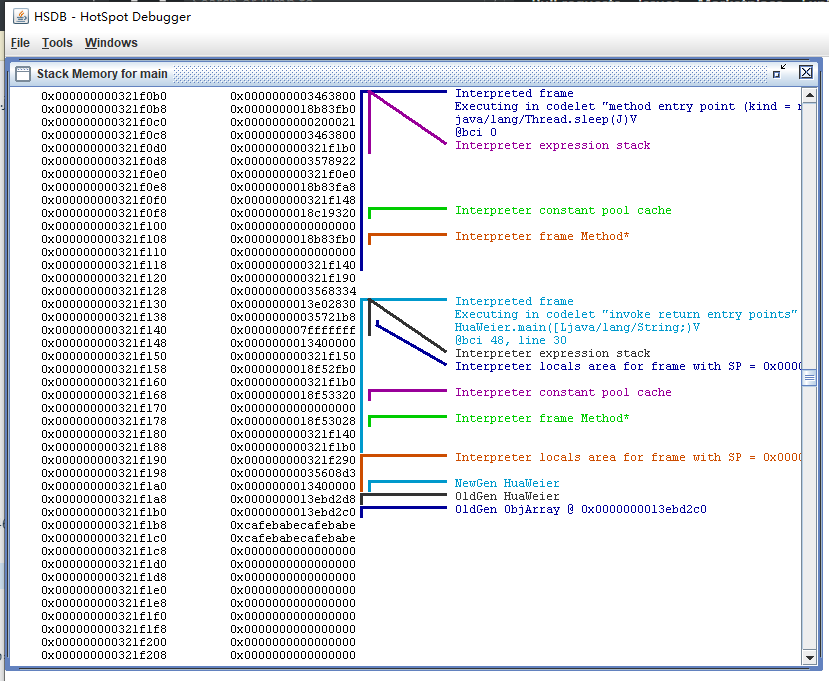 HSDB - HotSpot Debugger
File Tools Windows
Stack Memory for main
0x000000000321f0b0 0x0000000003463800 Interpreted frame
0x000000000321f0b8 0x0000000018b83fb0 Executing in codelet "method entry point (kind =
0x000000000321f0c0 0x0000000000200021 java/lang/Thread.sleep(J)V
0x000000000321f0c8 0x0000000003463800 @bci 0
0x000000000321f0d0 0x000000000321f1b0 Interpreter expression stack
0x000000000321f0d8 0x0000000003578922
0x000000000321f0e0 0x000000000321f0e0
0x000000000321f0e8 0x0000000018b83fa8
0x000000000321f0f0 0x000000000321f148
0x000000000321f0f8 0x0000000018c19320 Interpreter constant pool cache
0x000000000321f100 0x0000000000000000
0x000000000321f108 0x0000000018b83fb0 Interpreter frame Method*
0x000000000321f110 0x0000000000000000
0x000000000321f118 0x000000000321f140
0x000000000321f120 0x000000000321f190
0x000000000321f128 0x0000000003568334
0x000000000321f130 0x0000000013e02830 Interpreted frame
0x000000000321f138 0x00000000035721b8 Executing in codelet "invoke return entry points"
0x000000000321f140 0x000000007fffffff HuaWeier.main([Ljava/lang/String;)V
0x000000000321f148 0x0000000013400000 @bci 48, line 30
0x000000000321f150 0x000000000321f150 Interpreter expression stack
0x000000000321f158 0x0000000018f52fb0 Interpreter locals area for frame with SP = 0x0000
0x000000000321f160 0x000000000321f1b0
0x000000000321f168 0x0000000018f53320 Interpreter constant pool cache
0x000000000321f170 0x0000000000000000
0x000000000321f178 0x0000000018f53028 Interpreter frame Method*
0x000000000321f180 0x000000000321f140
0x000000000321f188 0x000000000321f1b0
0x000000000321f190 0x000000000321f290 Interpreter locals area for frame with SP = 0x0000
0x000000000321f198 0x00000000035608d3
0x000000000321f1a0 0x0000000013400000 NewGen HuaWeier
0x000000000321f1a8 0x0000000013ebd2d8 OldGen HuaWeier
0x000000000321f1b0 0x0000000013ebd2c0 OldGen ObjArray @ 0x0000000013ebd2c0
0x000000000321f1b8 0xcafebabecafebabe
0x000000000321f1c0 0xcafebabecafebabe
0x000000000321f1c8 0x0000000000000000
0x000000000321f1d0 0x0000000000000000
0x000000000321f1d8 0x0000000000000000
0x000000000321f1e0 0x0000000000000000
0x000000000321f1e8 0x0000000000000000
0x000000000321f1f0 0x0000000000000000
0x000000000321f1f8 0x0000000000000000
0x000000000321f200 0x0000000000000000
0x000000000321f208 0x0000000000000000